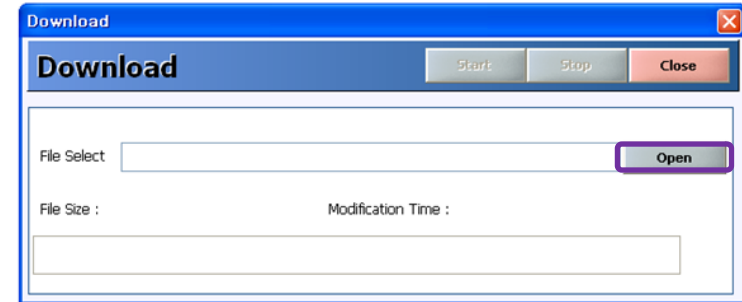 Download
Download Start Stop Close
File Select Open
File Size : Modification Time :